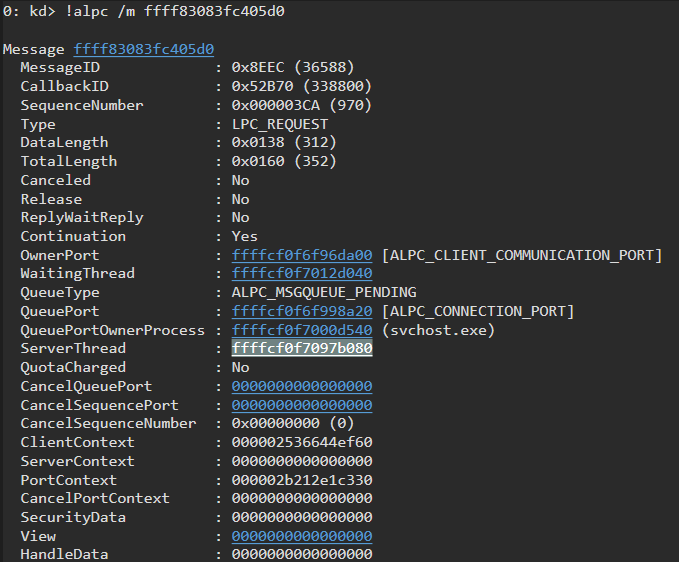 0: kd> !alpc /m ffff83083fc405d0
Message ffff83083fc405d0
MessageID : 0x8EEC (36588)
CallbackID : 0x52B70 (338800)
SequenceNumber : 0x000003CA (970)
Type : LPC_REQUEST
DataLength : 0x0138 (312)
TotalLength : 0x0160 (352)
Canceled : No
Release : No
ReplyWaitReply : No
Continuation : Yes
OwnerPort : ffffcf0f6f96da00 [ALPC_CLIENT_COMMUNICATION_PORT]
WaitingThread : ffffcf0f7012d040
QueueType : ALPC_MSGQUEUE_PENDING
QueuePort : ffffcf0f6f998a20 [ALPC_CONNECTION_PORT]
QueuePortOwnerProcess : ffffcf0f7000d540 (svchost.exe)
ServerThread : ffffcf0f7097b080
QuotaCharged : No
CancelQueuePort : 0000000000000000
CancelSequencePort : 0000000000000000
CancelSequenceNumber : 0x00000000 (0)
ClientContext : 000002536644ef60
ServerContext : 0000000000000000
PortContext : 000002b212e1c330
CancelPortContext : 0000000000000000
SecurityData : 0000000000000000
View : 0000000000000000
HandleData : 0000000000000000